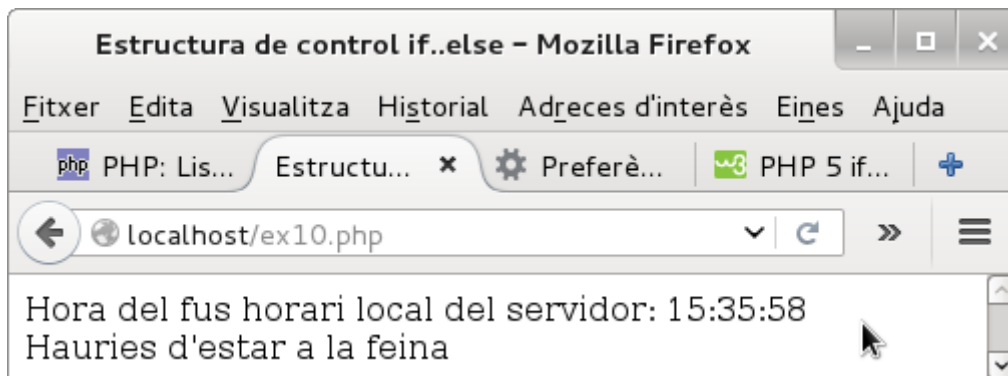 Estructura de control if..else – Mozilla Firefox
Fitxer Edita Visualitza Historial Adreces d'interès Eines Ajuda
php PHP: Lis... Estructu... Preferè... w3 PHP 5 if...
localhost/ex10.php
Hora del fus horari local del servidor: 15:35:58
Hauries d'estar a la feina